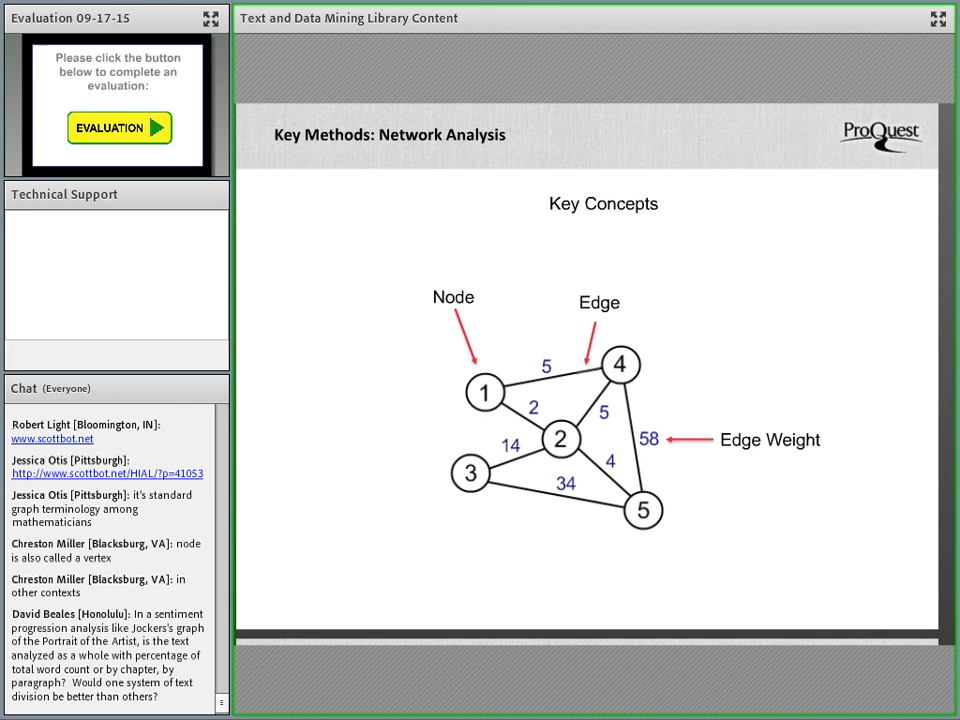 Evaluation 09-17-15
Please click the button
below to complete an
evaluation:
EVALUATION
Technical Support
Chat (Everyone)
Robert Light [Bloomington, IN]:
www.scottbot.net
Jessica Otis [Pittsburgh]:
http://www.scottbot.net/HIAL/?p=41053
Jessica Otis [Pittsburgh]: it's standard
graph terminology among
mathematicians
Chreston Miller [Blacksburg, VA]: node
is also called a vertex
Chreston Miller [Blacksburg, VA]: in
other contexts
David Beales [Honolulu]: In a sentiment
progression analysis like Jockers's graph
of the Portrait of the Artist, is the text
analyzed as a whole with percentage of
total word count or by chapter, by
paragraph? Would one system of text
division be better than others?
Text and Data Mining Library Content
Key Methods: Network Analysis
ProQuest
Key Concepts
Node
Edge
5
4
1
2
5
2
58
Edge Weight
14
4
3
34
5